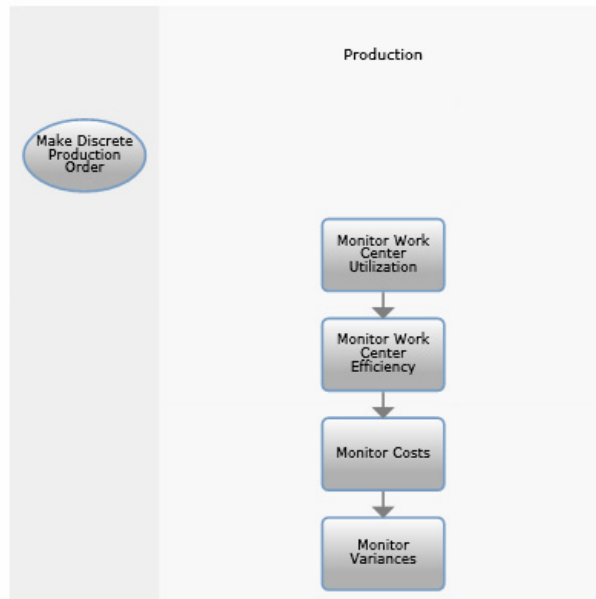 Production
Make Discrete
Production
Order
Monitor Work
Center
Utilization
Monitor Work
Center
Efficiency
Monitor Costs
Monitor
Variances